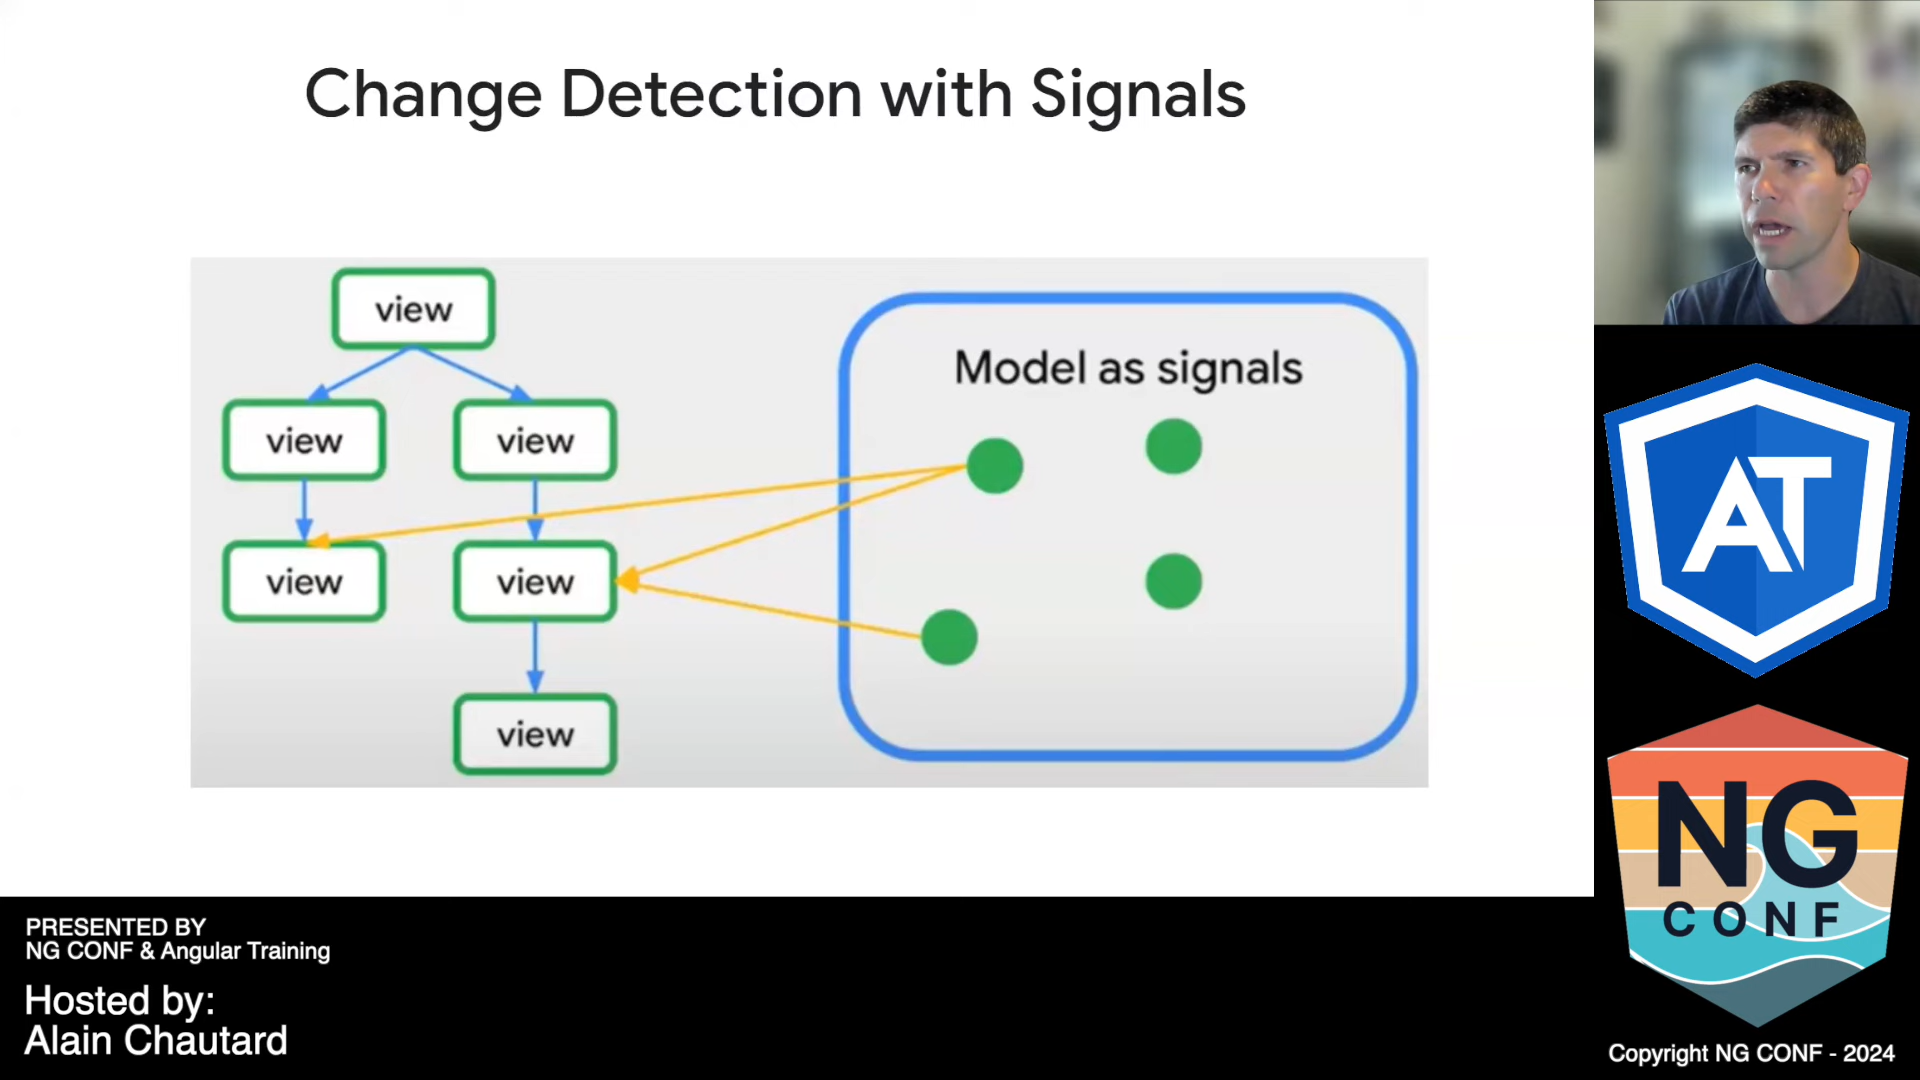 Change Detection with Signals
view
view
view
view
view
view
Model as signals
AT
NG
CONF
PRESENTED BY
NG CONF & Angular Training
Hosted by:
Alain Chautard
Copyright NG CONF - 2024